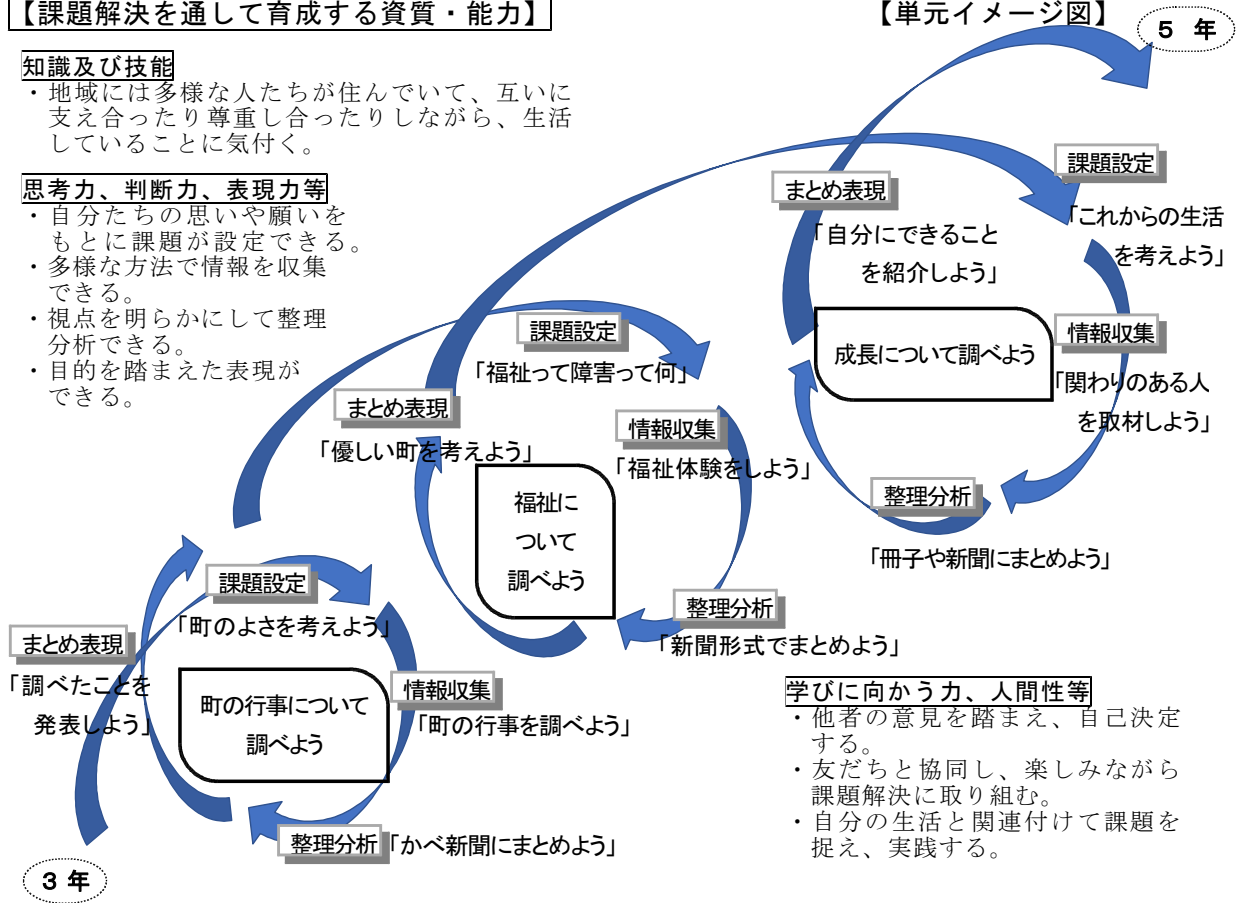 【課題解決を通して育成する資質・能力】
【単元イメージ図】
5 年
知識及び技能
・地域には多様な人たちが住んでいて、互いに
支え合ったり尊重し合ったりしながら、生活
していることに気付く。
思考力、判断力、表現力等
・自分たちの思いや願いを
もとに課題が設定できる。
・多様な方法で情報を収集
できる。
・視点を明らかにして整理
分析できる。
・目的を踏まえた表現が
できる。
課題設定
「これからの生活
を考えよう」
まとめ表現
「自分にできること
を紹介しよう」
成長について調べよう
情報収集
「関わりのある人
を取材しよう」
整理分析
「冊子や新聞にまとめよう」
課題設定
「福祉って障害って何」
まとめ表現
「優しい町を考えよう」
情報収集
「福祉体験をしよう」
福祉に
ついて
調べよう
整理分析
「新聞形式でまとめよう」
課題設定
「町のよさを考えよう」
まとめ表現
「調べたことを
発表しよう」
町の行事について
調べよう
情報収集
「町の行事を調べよう」
整理分析
「かべ新聞にまとめよう」
3 年
学びに向かう力、人間性等
・他者の意見を踏まえ、自己決定
する。
・友だちと協同し、楽しみながら
課題解決に取り組む。
・自分の生活と関連付けて課題を
捉え、実践する。